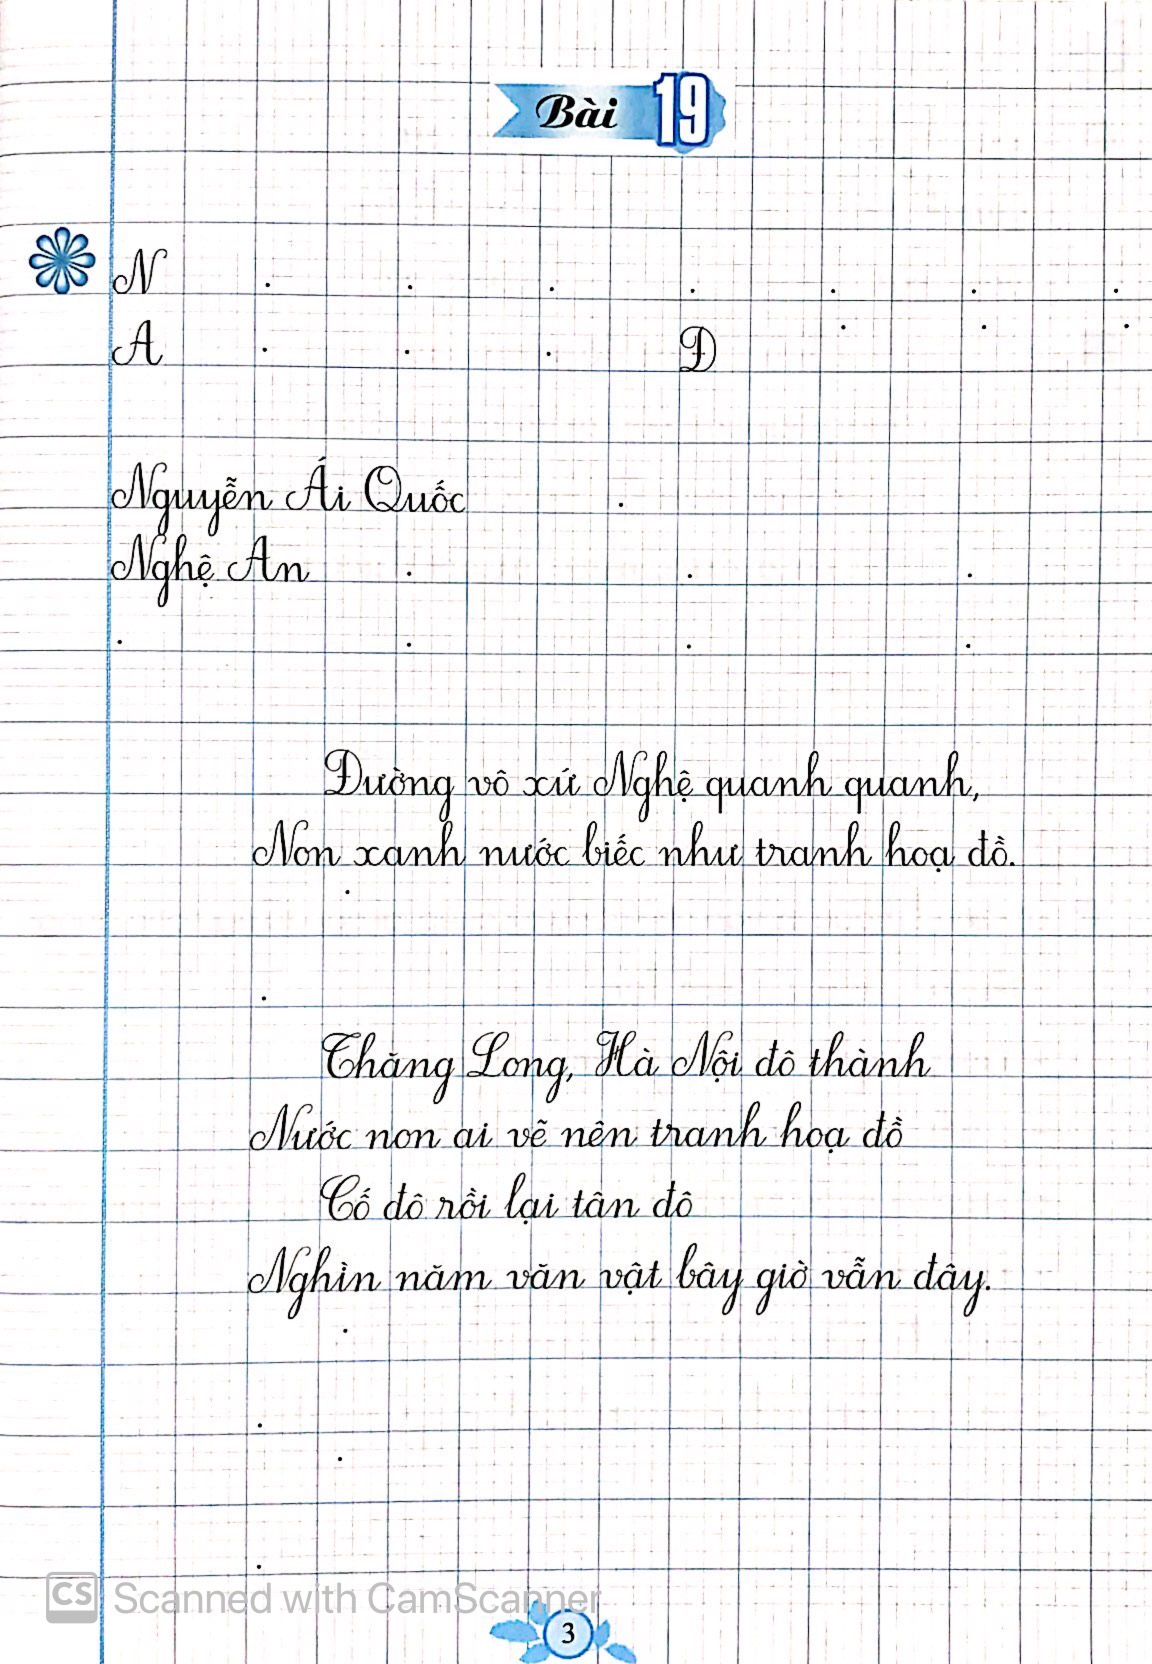 Bài 19
N
A Đ
Nguyễn Ái Quốc
Nghệ An
Đường vô xứ Nghệ quanh quanh,
Non xanh nước biếc như tranh hoạ đồ.
Thăng Long, Hà Nội đô thành
Nước non ai vẽ nên tranh hoạ đồ
Cố đô rồi lại tân đô
Nghìn năm văn vật bây giờ vẫn đây.
CS Scanned with CamScanner
3